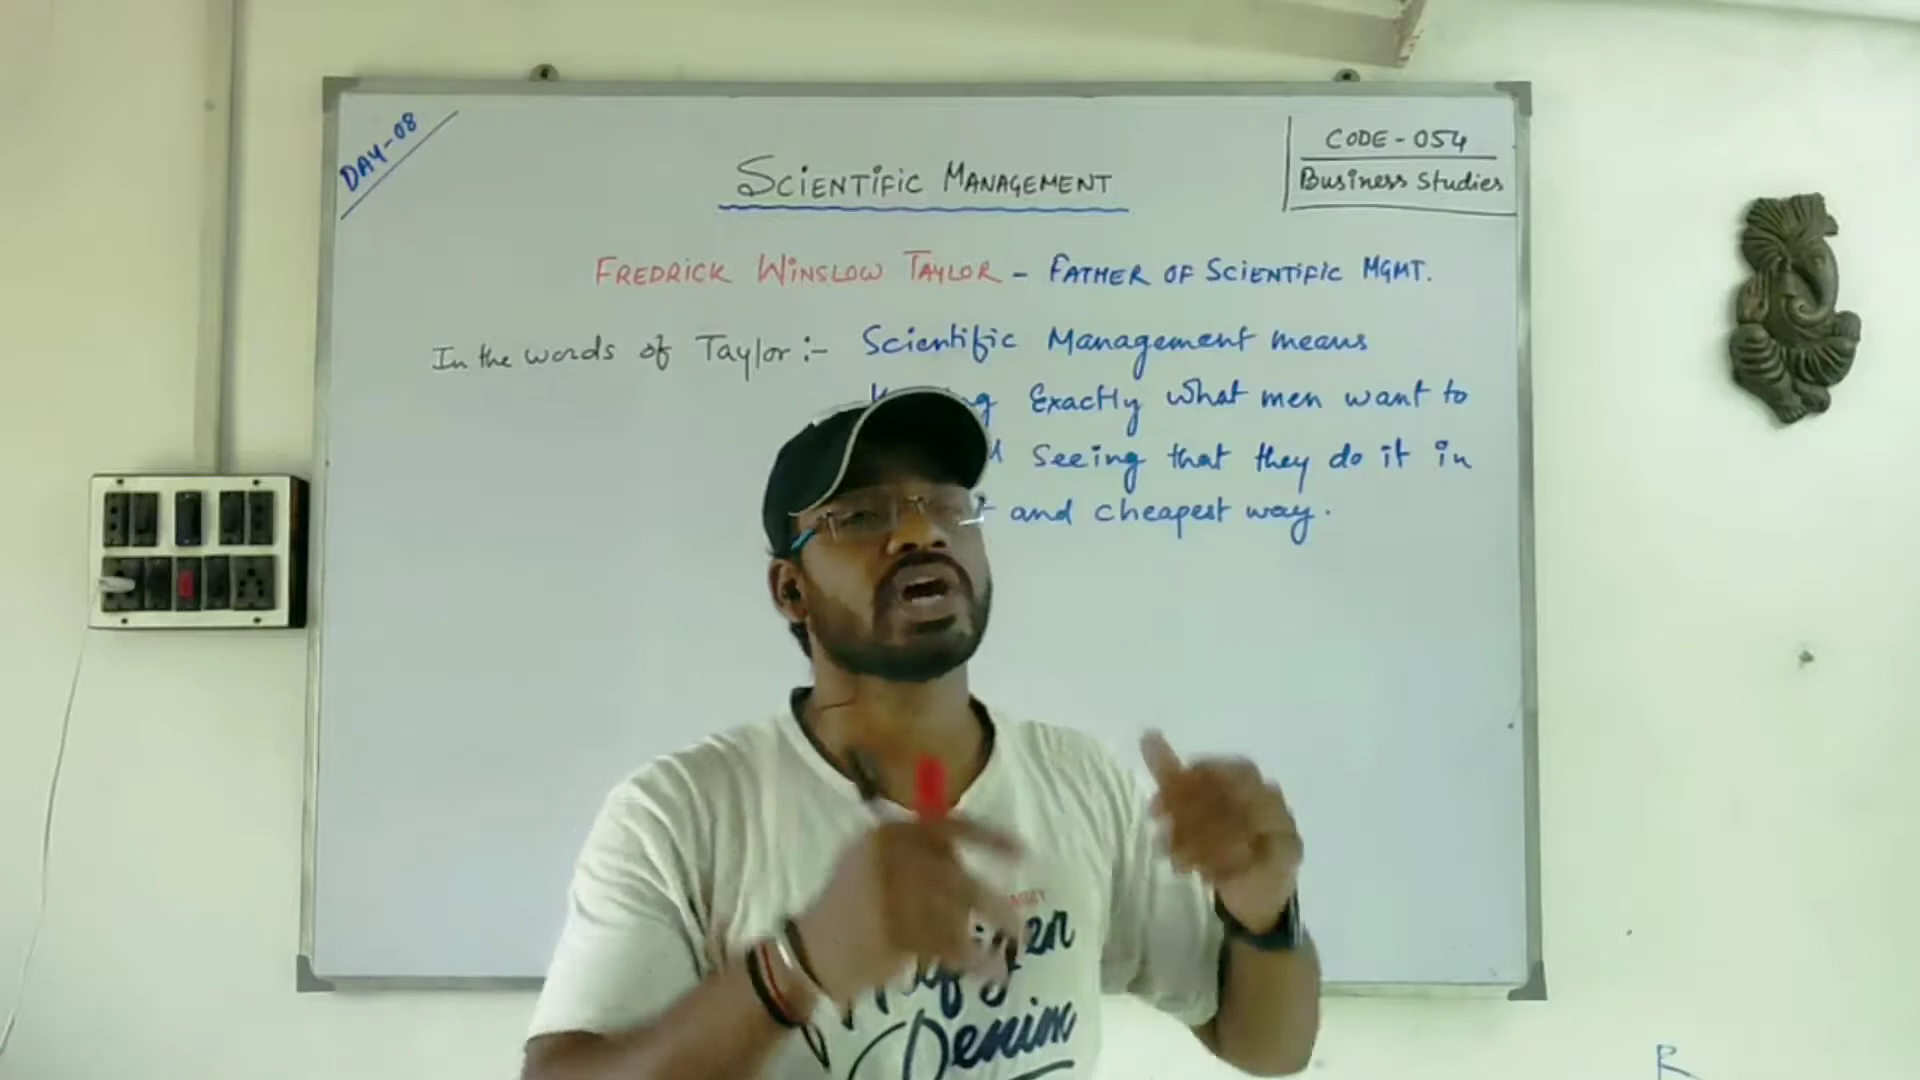 DAY-08
CODE - 054
Business Studies
SCIENTIFIC MANAGEMENT
FREDRICK WINSLOW TAYLOR - FATHER OF SCIENTIFIC MGMT.
In the words of Taylor :- Scientific Management means
Exactly what men want to
Seeing that they do it in
and cheapest way.
Denim
R